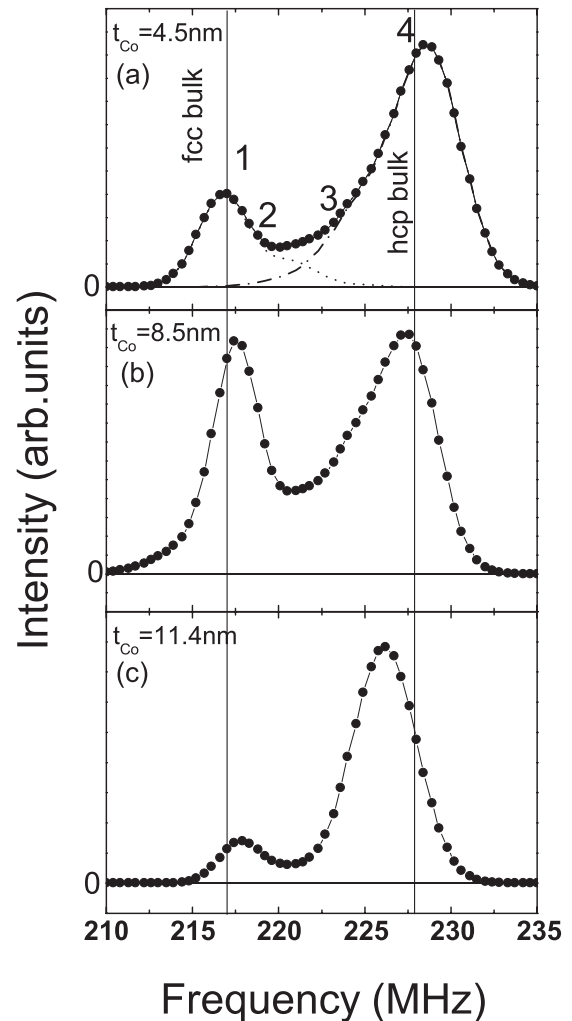 t_Co=4.5nm
(a)
fcc bulk
1
2
3
4
hcp bulk
0
t_Co=8.5nm
(b)
0
t_Co=11.4nm
(c)
0
210 215 220 225 230 235
Frequency (MHz)
Intensity (arb.units)